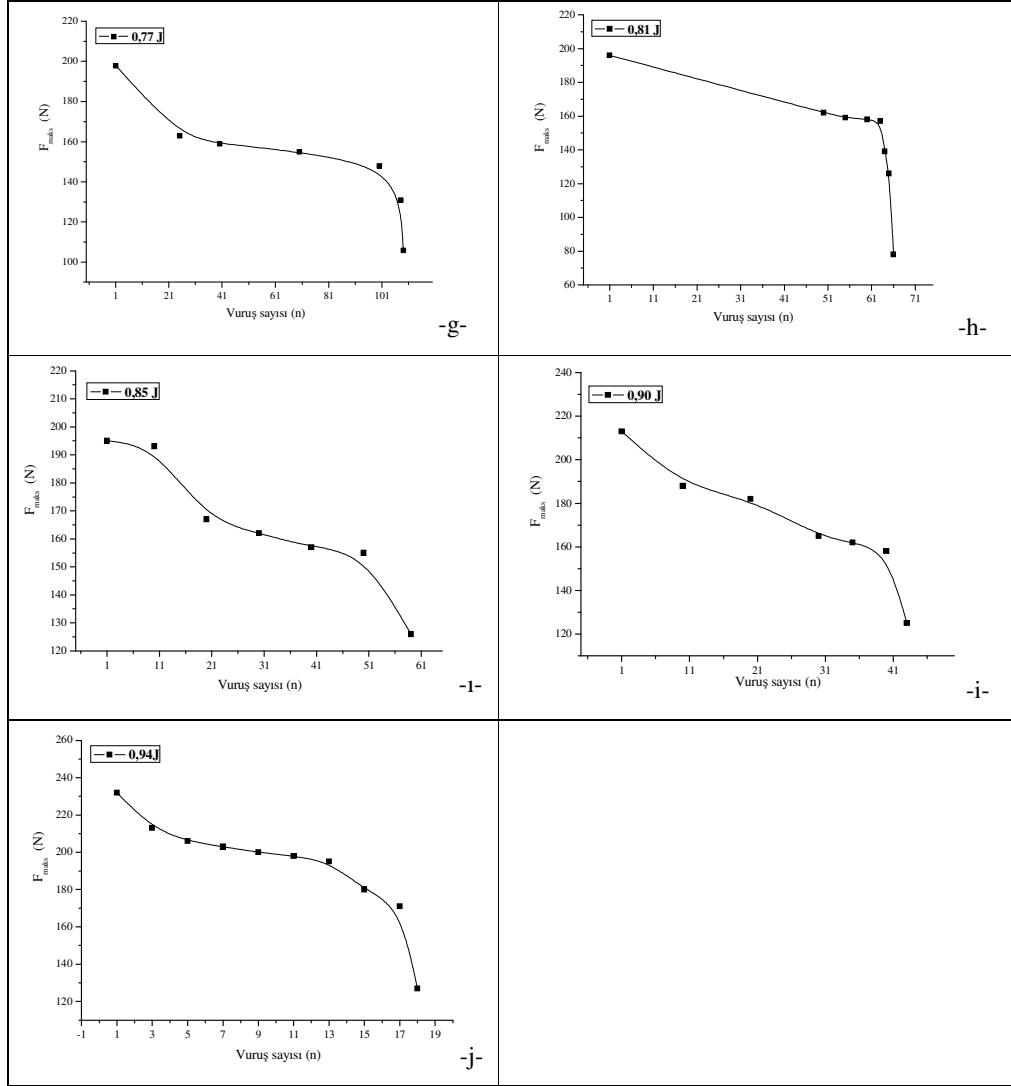 0,77 J
220
200
180
160
140
120
100
F maks (N)
1 21 41 61 81 101
Vuruş sayısı (n)
-g-
0,81 J
220
200
180
160
140
120
100
80
60
F maks (N)
1 11 21 31 41 51 61 71
Vuruş sayısı (n)
-h-
0,85 J
220
210
200
190
180
170
160
150
140
130
120
F maks (N)
1 11 21 31 41 51 61
Vuruş sayısı (n)
-ı-
0,90 J
240
220
200
180
160
140
120
F maks (N)
1 11 21 31 41
Vuruş sayısı (n)
-i-
0,94J
260
240
220
200
180
160
140
120
F maks (N)
-1 1 3 5 7 9 11 13 15 17 19
Vuruş sayısı (n)
-j-